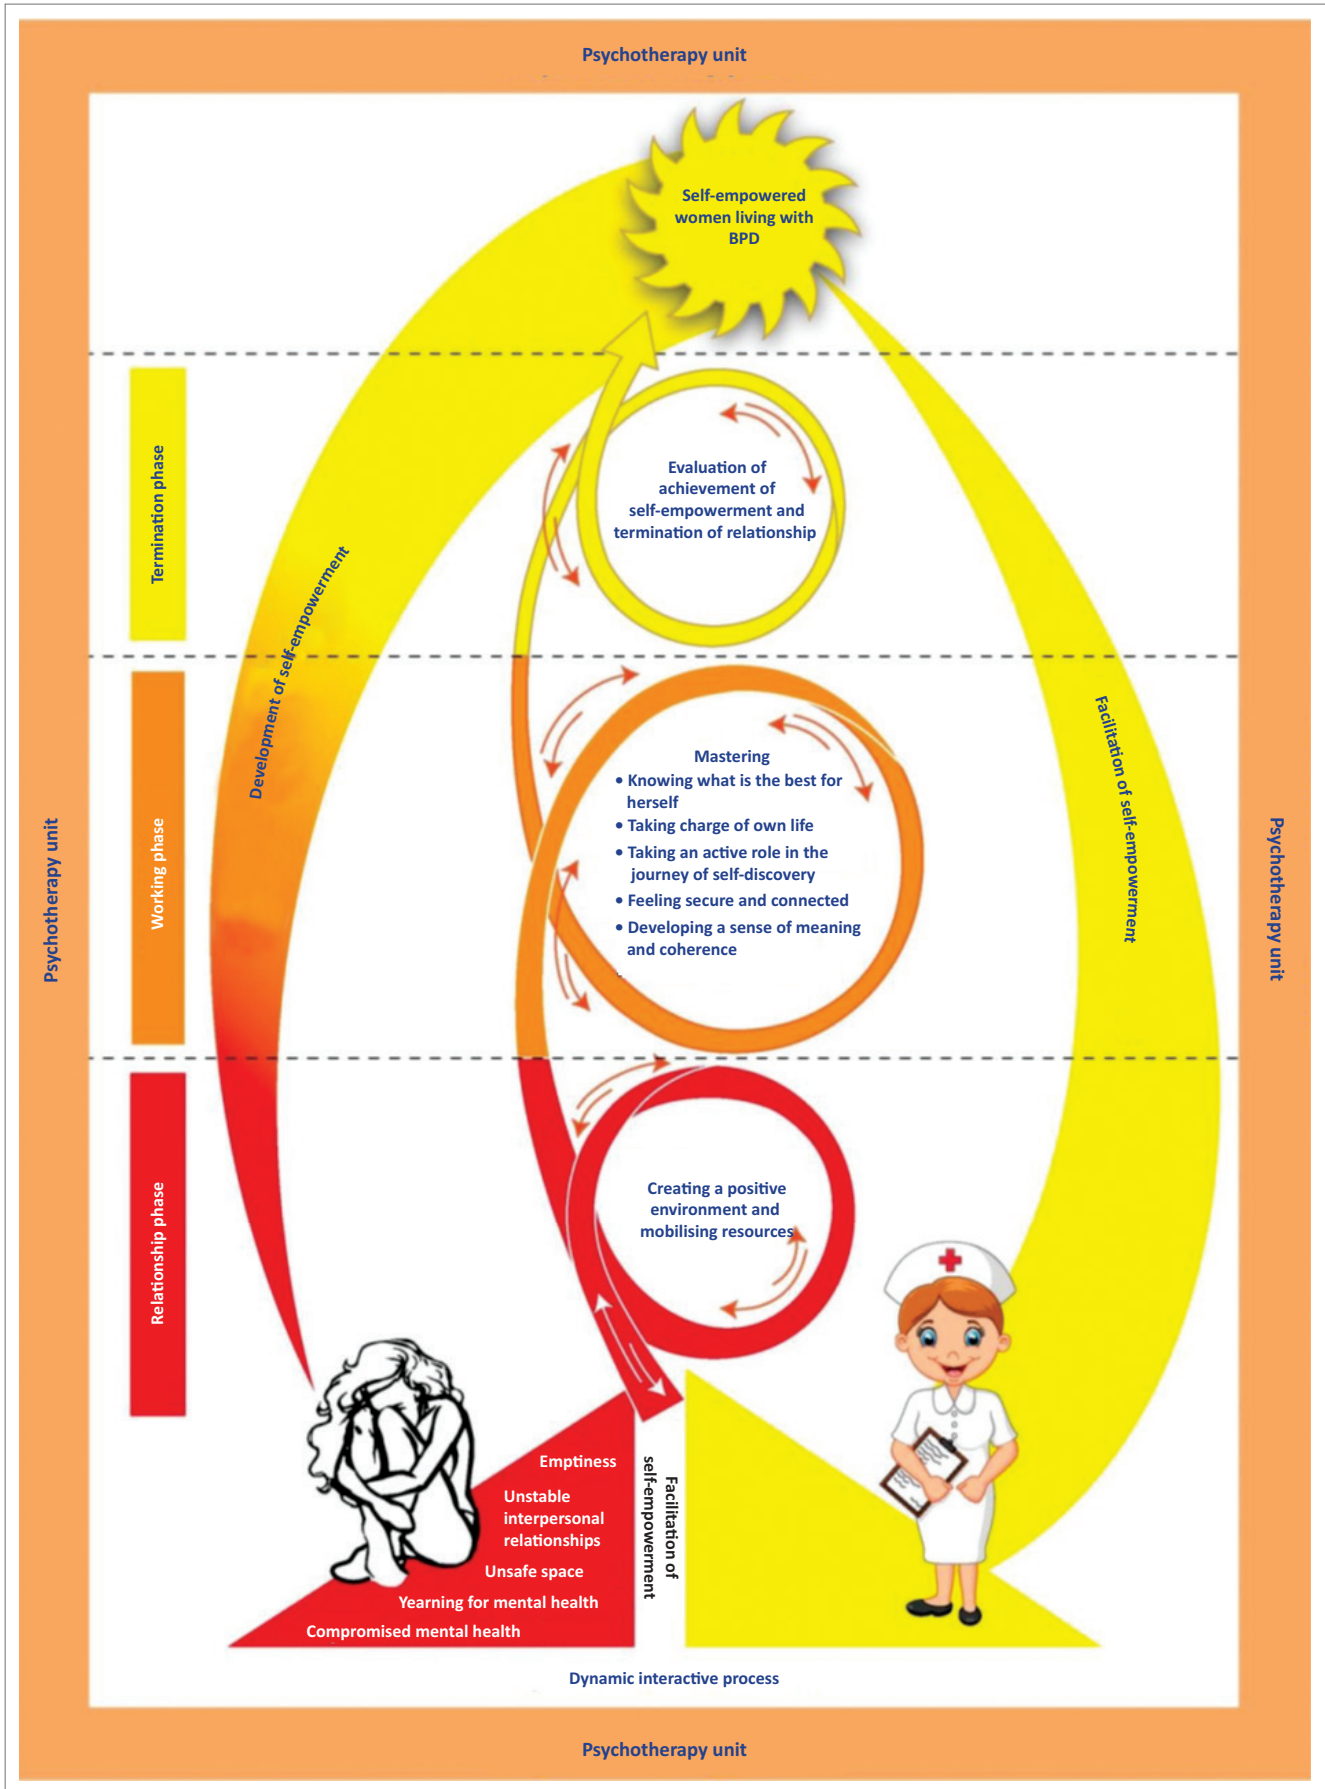 Psychotherapy unit
Self-empowered
women living with
BPD
Termination phase
Evaluation of
achievement of
self-empowerment and
termination of relationship
Development of self-empowerment
Facilitation of self-empowerment
Psychotherapy unit
Working phase
Mastering
• Knowing what is the best for
herself
• Taking charge of own life
• Taking an active role in the
journey of self-discovery
• Feeling secure and connected
• Developing a sense of meaning
and coherence
Psychotherapy unit
Relationship phase
Creating a positive
environment and
mobilising resources
Emptiness
Unstable
interpersonal
relationships
Unsafe space
Yearning for mental health
Compromised mental health
Facilitation of
self-empowerment
Dynamic interactive process
Psychotherapy unit